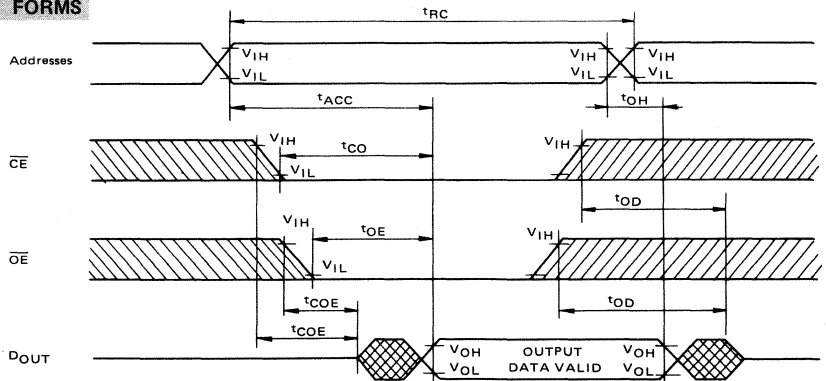 FORMS
tRC
Addresses
VIH
VIL
VIH
VIL
VIH
VIL
tACC
tOH
CE
VIH
VIL
tCO
VIH
tOD
OE
VIH
VIL
tOE
VIH
tCOE
tOD
tCOE
DOUT
VOH
VOL
OUTPUT
DATA VALID
VOH
VOL